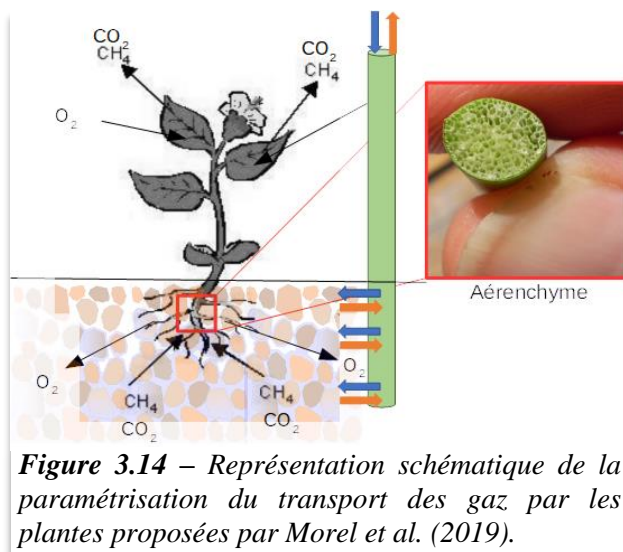 CO2
CH4
CO2
CH4
O2
Aérenchyme
O2
O2
CH4
CO2
CH4
CO2
Figure 3.14 – Représentation schématique de la
paramétrisation du transport des gaz par les
plantes proposées par Morel et al. (2019).